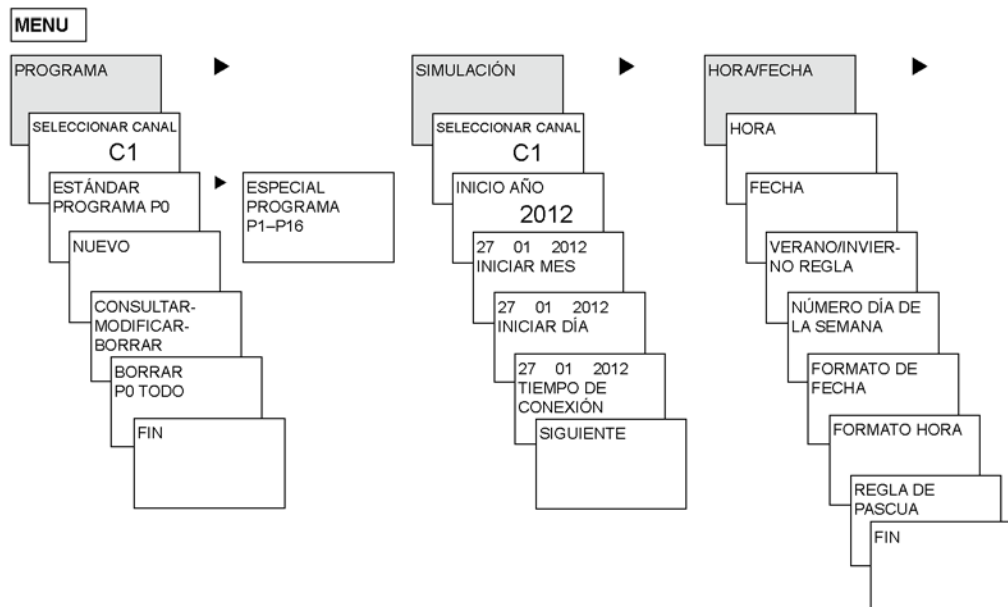 MENU
PROGRAMA
SELECCIONAR CANAL
C1
ESTÁNDAR
PROGRAMA P0
NUEVO
CONSULTAR-
MODIFICAR-
BORRAR
BORRAR
P0 TODO
FIN
ESPECIAL
PROGRAMA
P1–P16
SIMULACIÓN
SELECCIONAR CANAL
C1
INICIO AÑO
2012
27 01 2012
INICIAR MES
27 01 2012
INICIAR DÍA
27 01 2012
TIEMPO DE
CONEXIÓN
SIGUIENTE
HORA/FECHA
HORA
FECHA
VERANO/INVIER-
NO REGLA
NÚMERO DÍA DE
LA SEMANA
FORMATO DE
FECHA
FORMATO HORA
REGLA DE
PASCUA
FIN